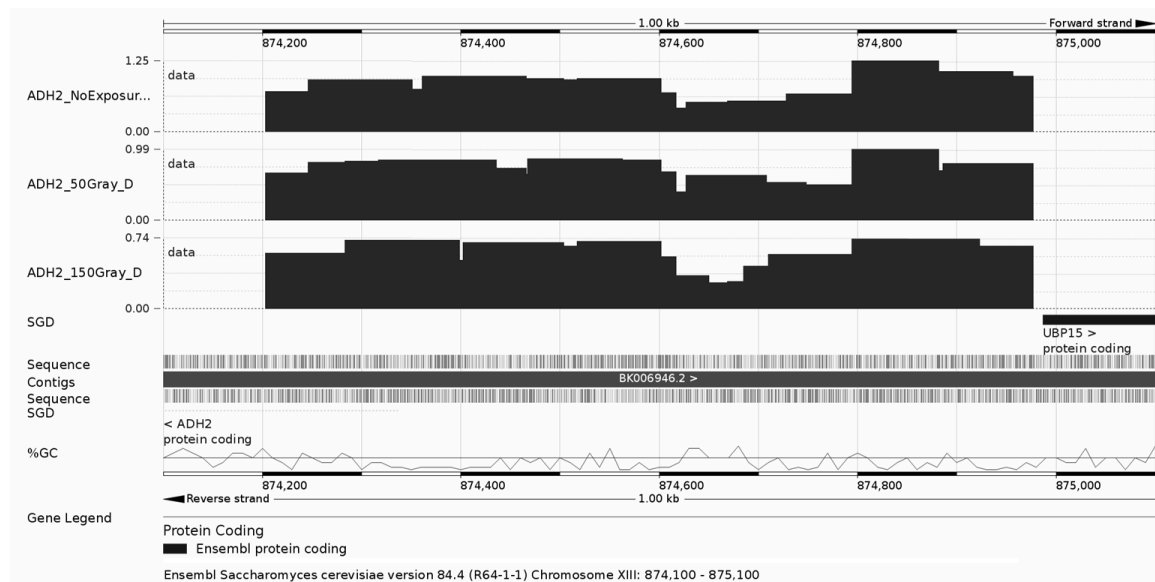 1.00 kb
Forward strand
874,200 874,400 874,600 874,800 875,000
1.25
data
ADH2_NoExposur...
0.00
0.99
data
ADH2_50Gray_D
0.00
0.74
data
ADH2_150Gray_D
0.00
SGD
UBP15 >
protein coding
Sequence
Contigs
BK006946.2 >
Sequence
SGD
< ADH2
protein coding
%GC
874,200 874,400 874,600 874,800 875,000
Reverse strand
1.00 kb
Gene Legend
Protein Coding
Ensembl protein coding
Ensembl Saccharomyces cerevisiae version 84.4 (R64-1-1) Chromosome XIII: 874,100 - 875,100